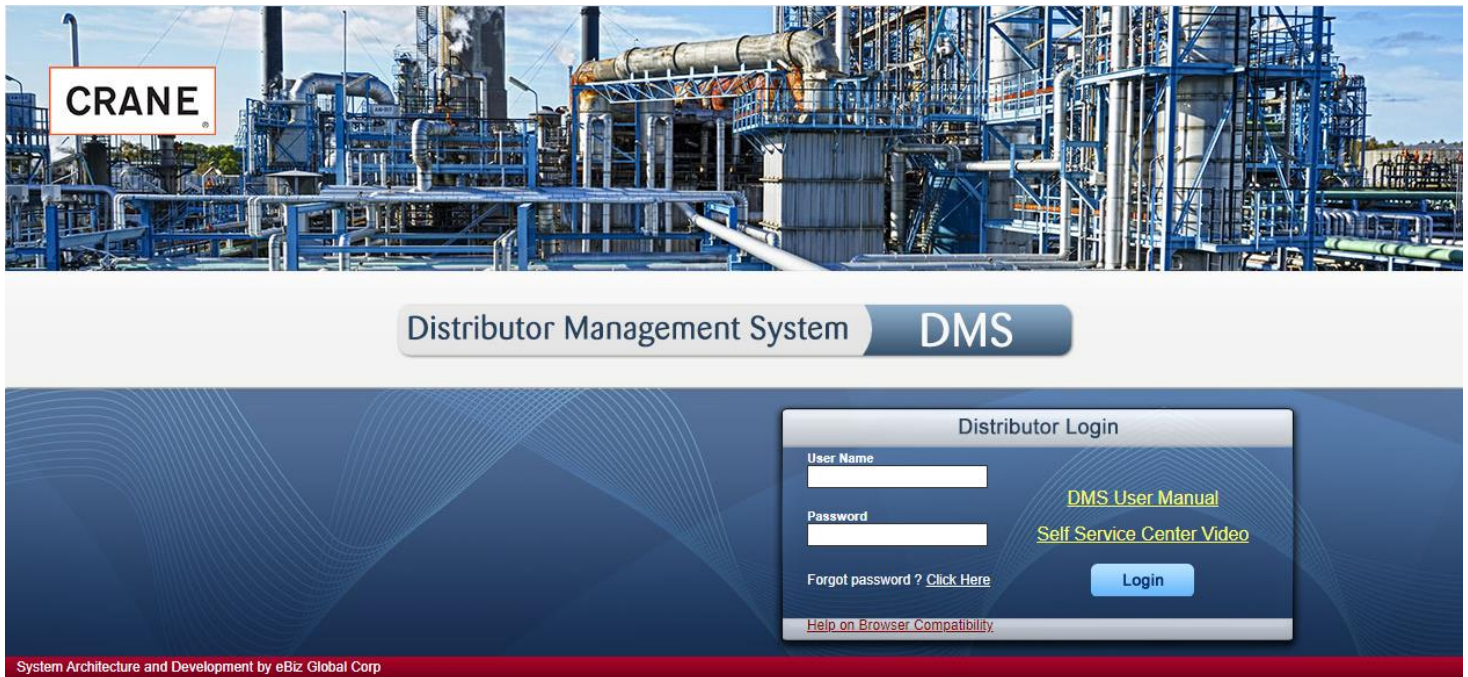 CRANE
Distributor Management System DMS
Distributor Login
User Name
DMS User Manual
Password
Self Service Center Video
Forgot password ? Click Here
Login
Help on Browser Compatibility
System Architecture and Development by eBiz Global Corp